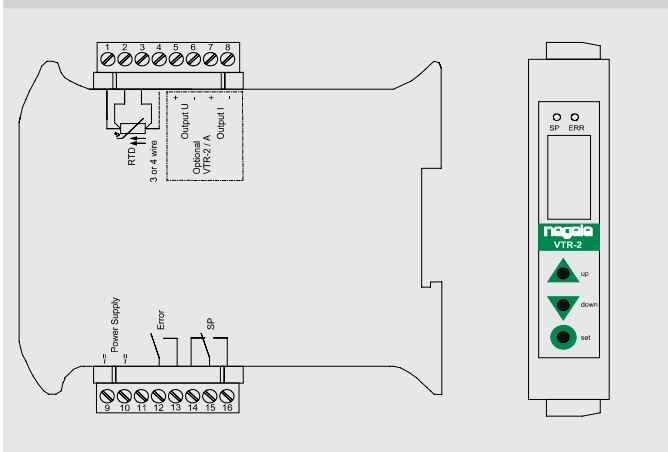 1 2 3 4 5 6 7 8
RTD
3 or 4 wire
+ - + -
Output U
Optional
VTR-2 / A
Output I
Power Supply
Error
SP
9 10 11 12 13 14 15 16
SP ERR
negele
VTR-2
up
down
set